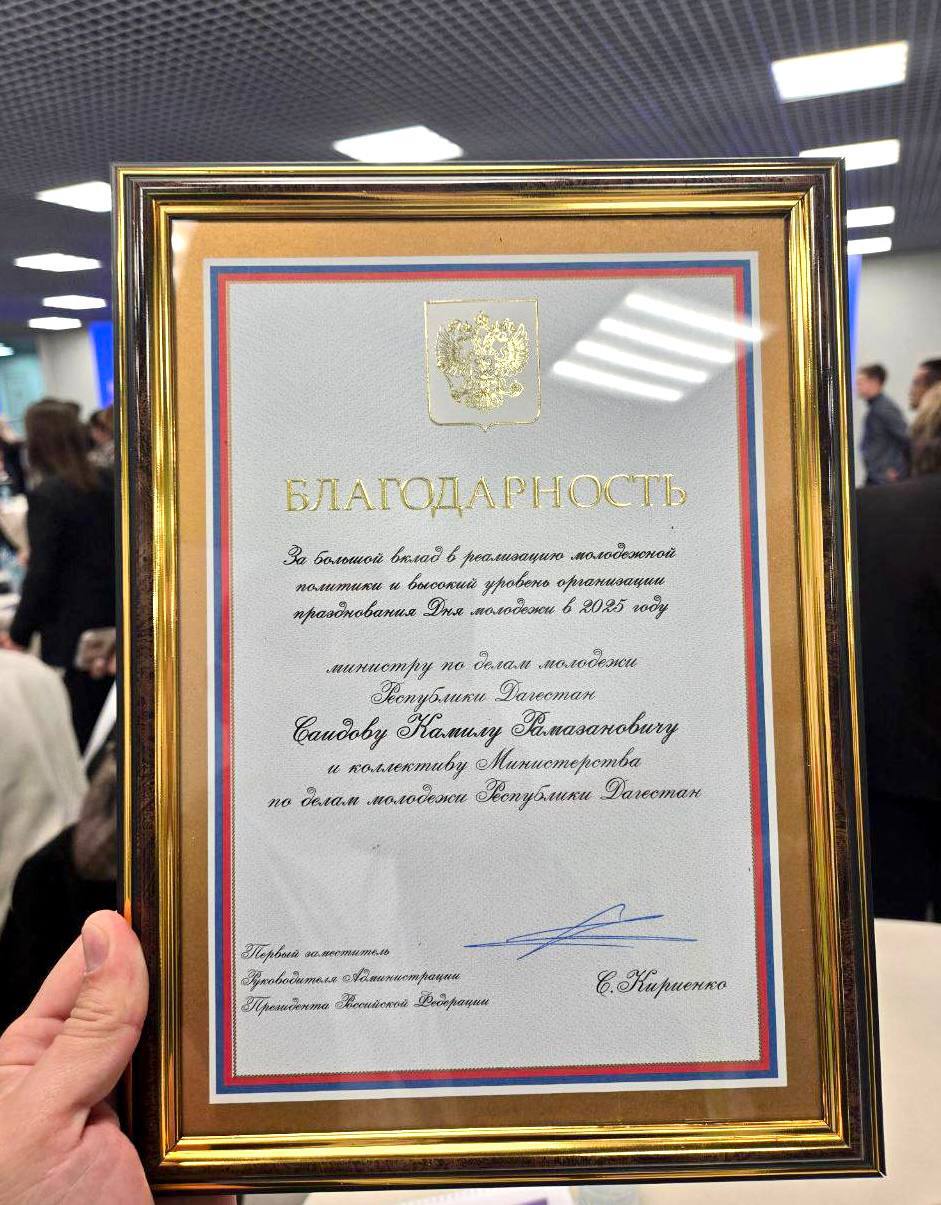 БЛАГОДАРНОСТЬ
За большой вклад в реализацию молодежной
политики и высокий уровень организации
празднования Дня молодежи в 2025 году
министру по делам молодежи
Республики Дагестан
Саидову Камилу Рамазановичу
и коллективу Министерства
по делам молодежи Республики Дагестан
Первый заместитель
Руководителя Администрации
Президента Российской Федерации
С.Кириенко